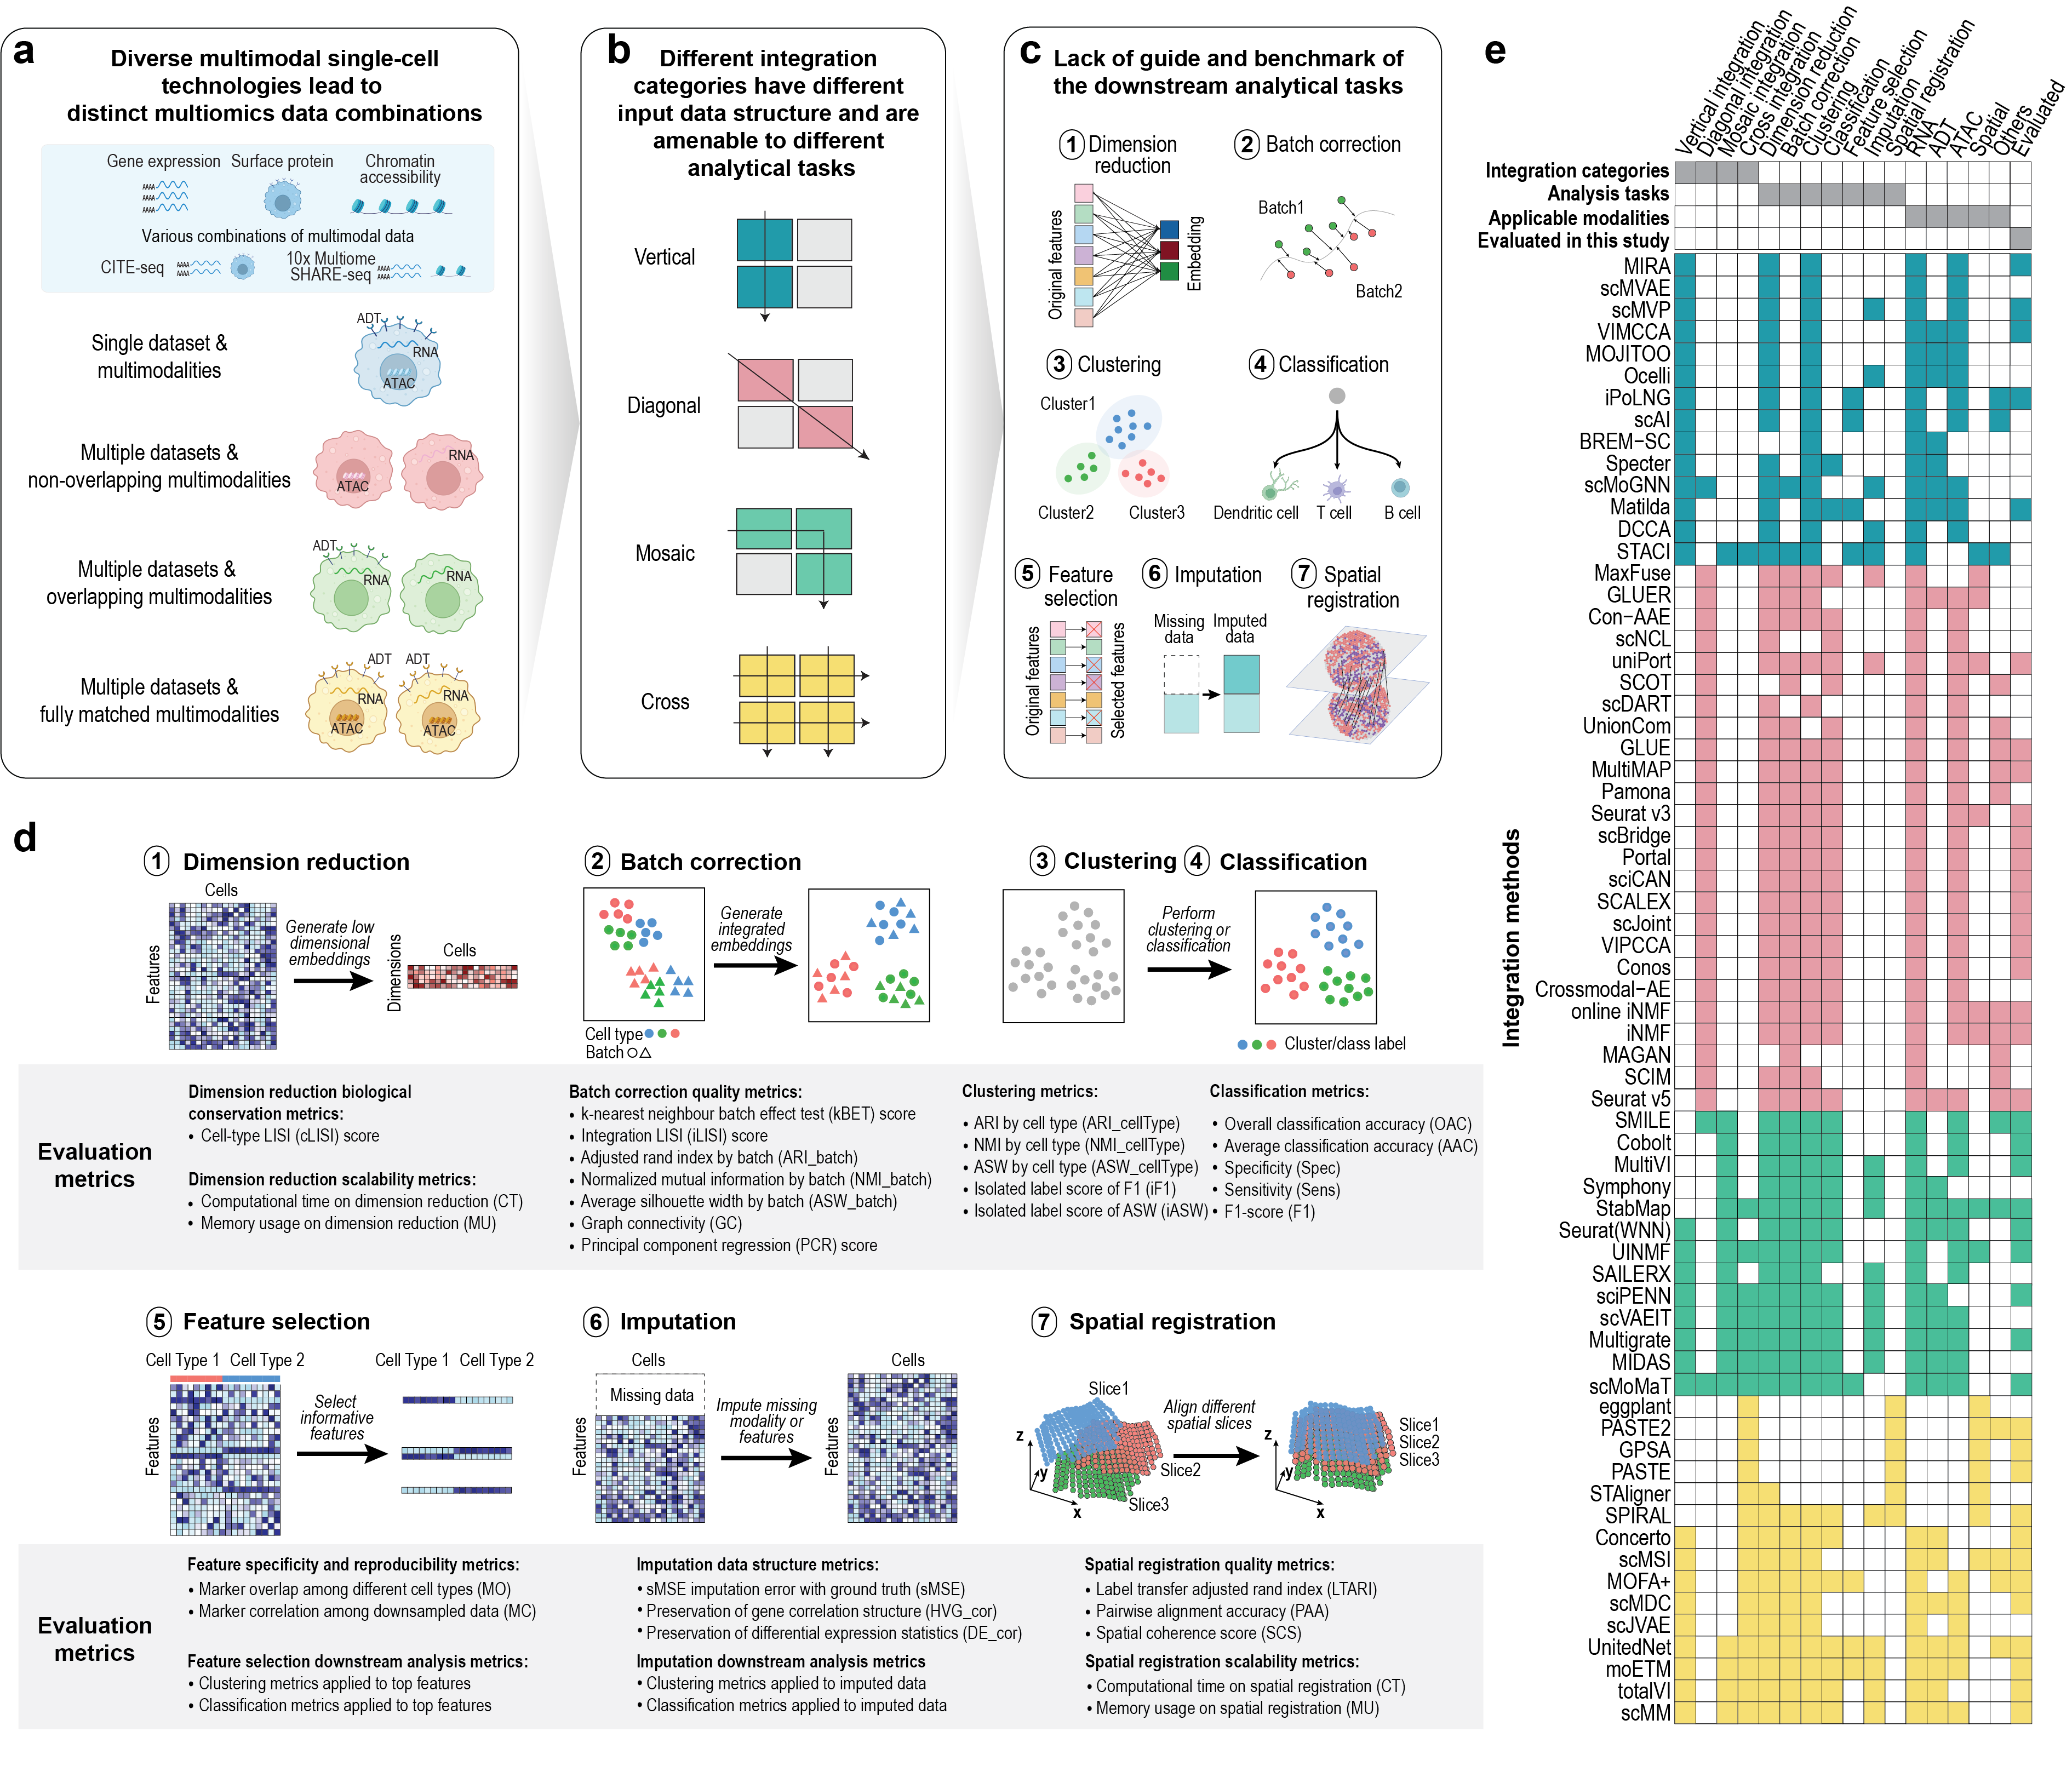 a
Diverse multimodal single-cell
technologies lead to
distinct multiomics data combinations
Gene expression
Surface protein
Chromatin
accessibility
Various combinations of multimodal data
CITE-seq
10x Multiome
SHARE-seq
Single dataset &
multimodalities
ADT
RNA
ATAC
Multiple datasets &
non-overlapping multimodalities
ATAC
RNA
Multiple datasets &
overlapping multimodalities
ADT
RNA
RNA
Multiple datasets &
fully matched multimodalities
ADT
ADT
RNA
RNA
ATAC
ATAC
b
Different integration
categories have different
input data structure and are
amenable to different
analytical tasks
Vertical
Diagonal
Mosaic
Cross
c
Lack of guide and benchmark of
the downstream analytical tasks
1 Dimension
reduction
Original features
Embedding
2 Batch correction
Batch1
Batch2
3 Clustering
Cluster1
Cluster2
Cluster3
4 Classification
Dendritic cell
T cell
B cell
5 Feature
selection
Original features
Selected features
6 Imputation
Missing
data
Imputed
data
7 Spatial
registration
d
1 Dimension reduction
Cells
Features
Generate low
dimensional
embeddings
Cells
Dimensions
2 Batch correction
Generate
integrated
embeddings
Cell type
Batch
3 Clustering 4 Classification
Perform
clustering or
classification
Cluster/class label
Evaluation
metrics
Dimension reduction biological
conservation metrics:
• Cell-type LISI (cLISI) score
Dimension reduction scalability metrics:
• Computational time on dimension reduction (CT)
• Memory usage on dimension reduction (MU)
Batch correction quality metrics:
• k-nearest neighbour batch effect test (kBET) score
• Integration LISI (iLISI) score
• Adjusted rand index by batch (ARI_batch)
• Normalized mutual information by batch (NMI_batch)
• Average silhouette width by batch (ASW_batch)
• Graph connectivity (GC)
• Principal component regression (PCR) score
Clustering metrics:
• ARI by cell type (ARI_cellType)
• NMI by cell type (NMI_cellType)
• ASW by cell type (ASW_cellType)
• Isolated label score of F1 (iF1)
• Isolated label score of ASW (iASW)
Classification metrics:
• Overall classification accuracy (OAC)
• Average classification accuracy (AAC)
• Specificity (Spec)
• Sensitivity (Sens)
• F1-score (F1)
5 Feature selection
Cell Type 1 Cell Type 2
Features
Select
informative
features
Cell Type 1 Cell Type 2
6 Imputation
Cells
Missing data
Features
Impute missing
modality or
features
Cells
Features
7 Spatial registration
Slice1
Slice2
Slice3
z
y
x
Align different
spatial slices
z
y
x
Slice1
Slice2
Slice3
Evaluation
metrics
Feature specificity and reproducibility metrics:
• Marker overlap among different cell types (MO)
• Marker correlation among downsampled data (MC)
Feature selection downstream analysis metrics:
• Clustering metrics applied to top features
• Classification metrics applied to top features
Imputation data structure metrics:
• sMSE imputation error with ground truth (sMSE)
• Preservation of gene correlation structure (HVG_cor)
• Preservation of differential expression statistics (DE_cor)
Imputation downstream analysis metrics
• Clustering metrics applied to imputed data
• Classification metrics applied to imputed data
Spatial registration quality metrics:
• Label transfer adjusted rand index (LTARI)
• Pairwise alignment accuracy (PAA)
• Spatial coherence score (SCS)
Spatial registration scalability metrics:
• Computational time on spatial registration (CT)
• Memory usage on spatial registration (MU)
e
Vertical integration
Diagonal integration
Mosaic integration
Cross integration
Dimension reduction
Batch correction
Clustering
Classification
Feature selection
Imputation
Spatial registration
RNA
ADT
ATAC
Spatial
Others
Evaluated
Integration categories
Analysis tasks
Applicable modalities
Evaluated in this study
Integration methods
MIRA
scMVAE
scMVP
VIMCCA
MOJITOO
Ocelli
iPoLNG
scAI
BREM−SC
Specter
scMoGNN
Matilda
DCCA
STACI
MaxFuse
GLUER
Con−AAE
scNCL
uniPort
SCOT
scDART
UnionCom
GLUE
MultiMAP
Pamona
Seurat v3
scBridge
Portal
sciCAN
SCALEX
scJoint
VIPCCA
Conos
Crossmodal−AE
online iNMF
iNMF
MAGAN
SCIM
Seurat v5
SMILE
Cobolt
MultiVI
Symphony
StabMap
Seurat(WNN)
UINMF
SAILERX
sciPENN
scVAEIT
Multigrate
MIDAS
scMoMaT
eggplant
PASTE2
GPSA
PASTE
STAligner
SPIRAL
Concerto
scMSI
MOFA+
scMDC
scJVAE
UnitedNet
moETM
totalVI
scMM